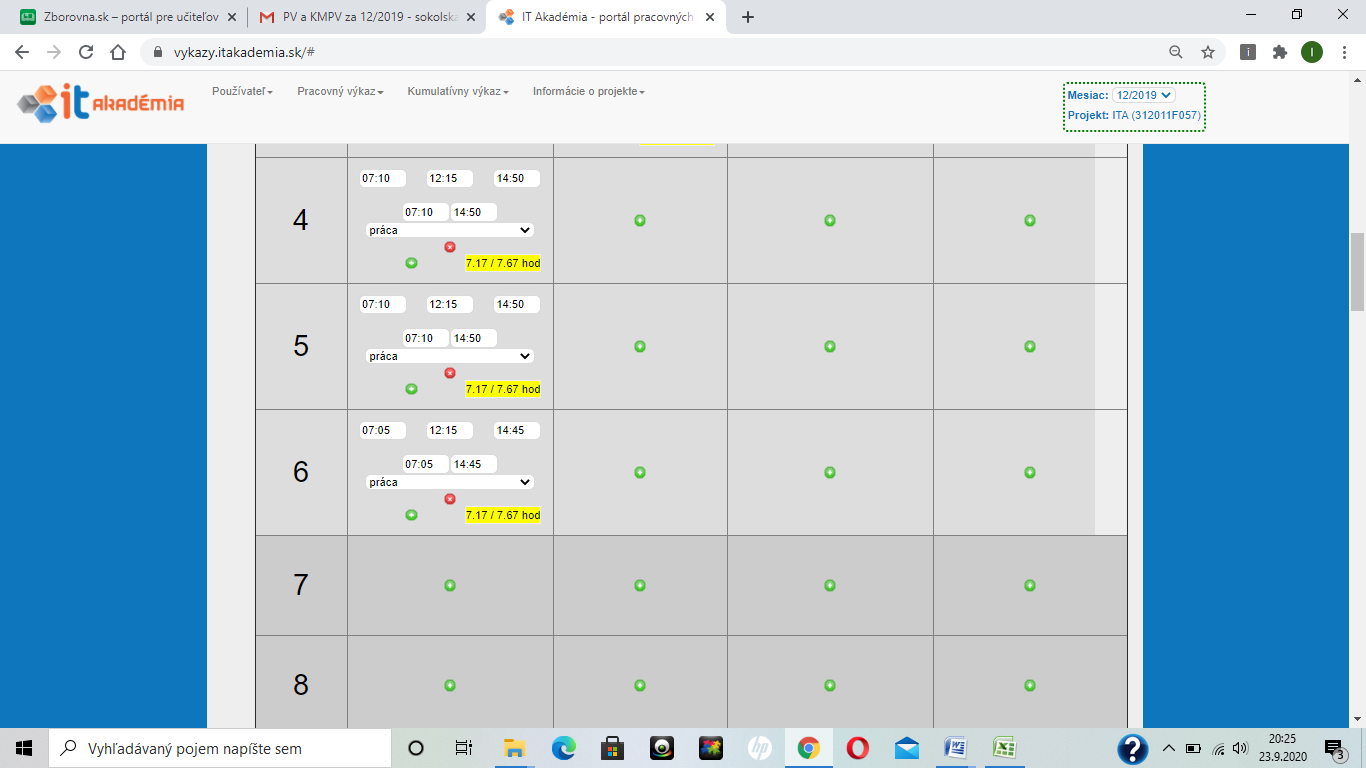 Zborovna.sk – portál pre učiteľov
PV a KMPV za 12/2019 - sokolska
IT Akadémia - portál pracovných
vykazy.itakademia.sk/#
I
it akadémia
Používateľ
Pracovný výkaz
Kumulatívny výkaz
Informácie o projekte
Mesiac: 12/2019
Projekt: ITA (312011F057)
4
07:10 12:15 14:50
07:10 14:50
práca
7.17 / 7.67 hod
5
07:10 12:15 14:50
07:10 14:50
práca
7.17 / 7.67 hod
6
07:05 12:15 14:45
07:05 14:45
práca
7.17 / 7.67 hod
7
8
Vyhľadávaný pojem napíšte sem
hp
?
20:25
23.9.2020
3